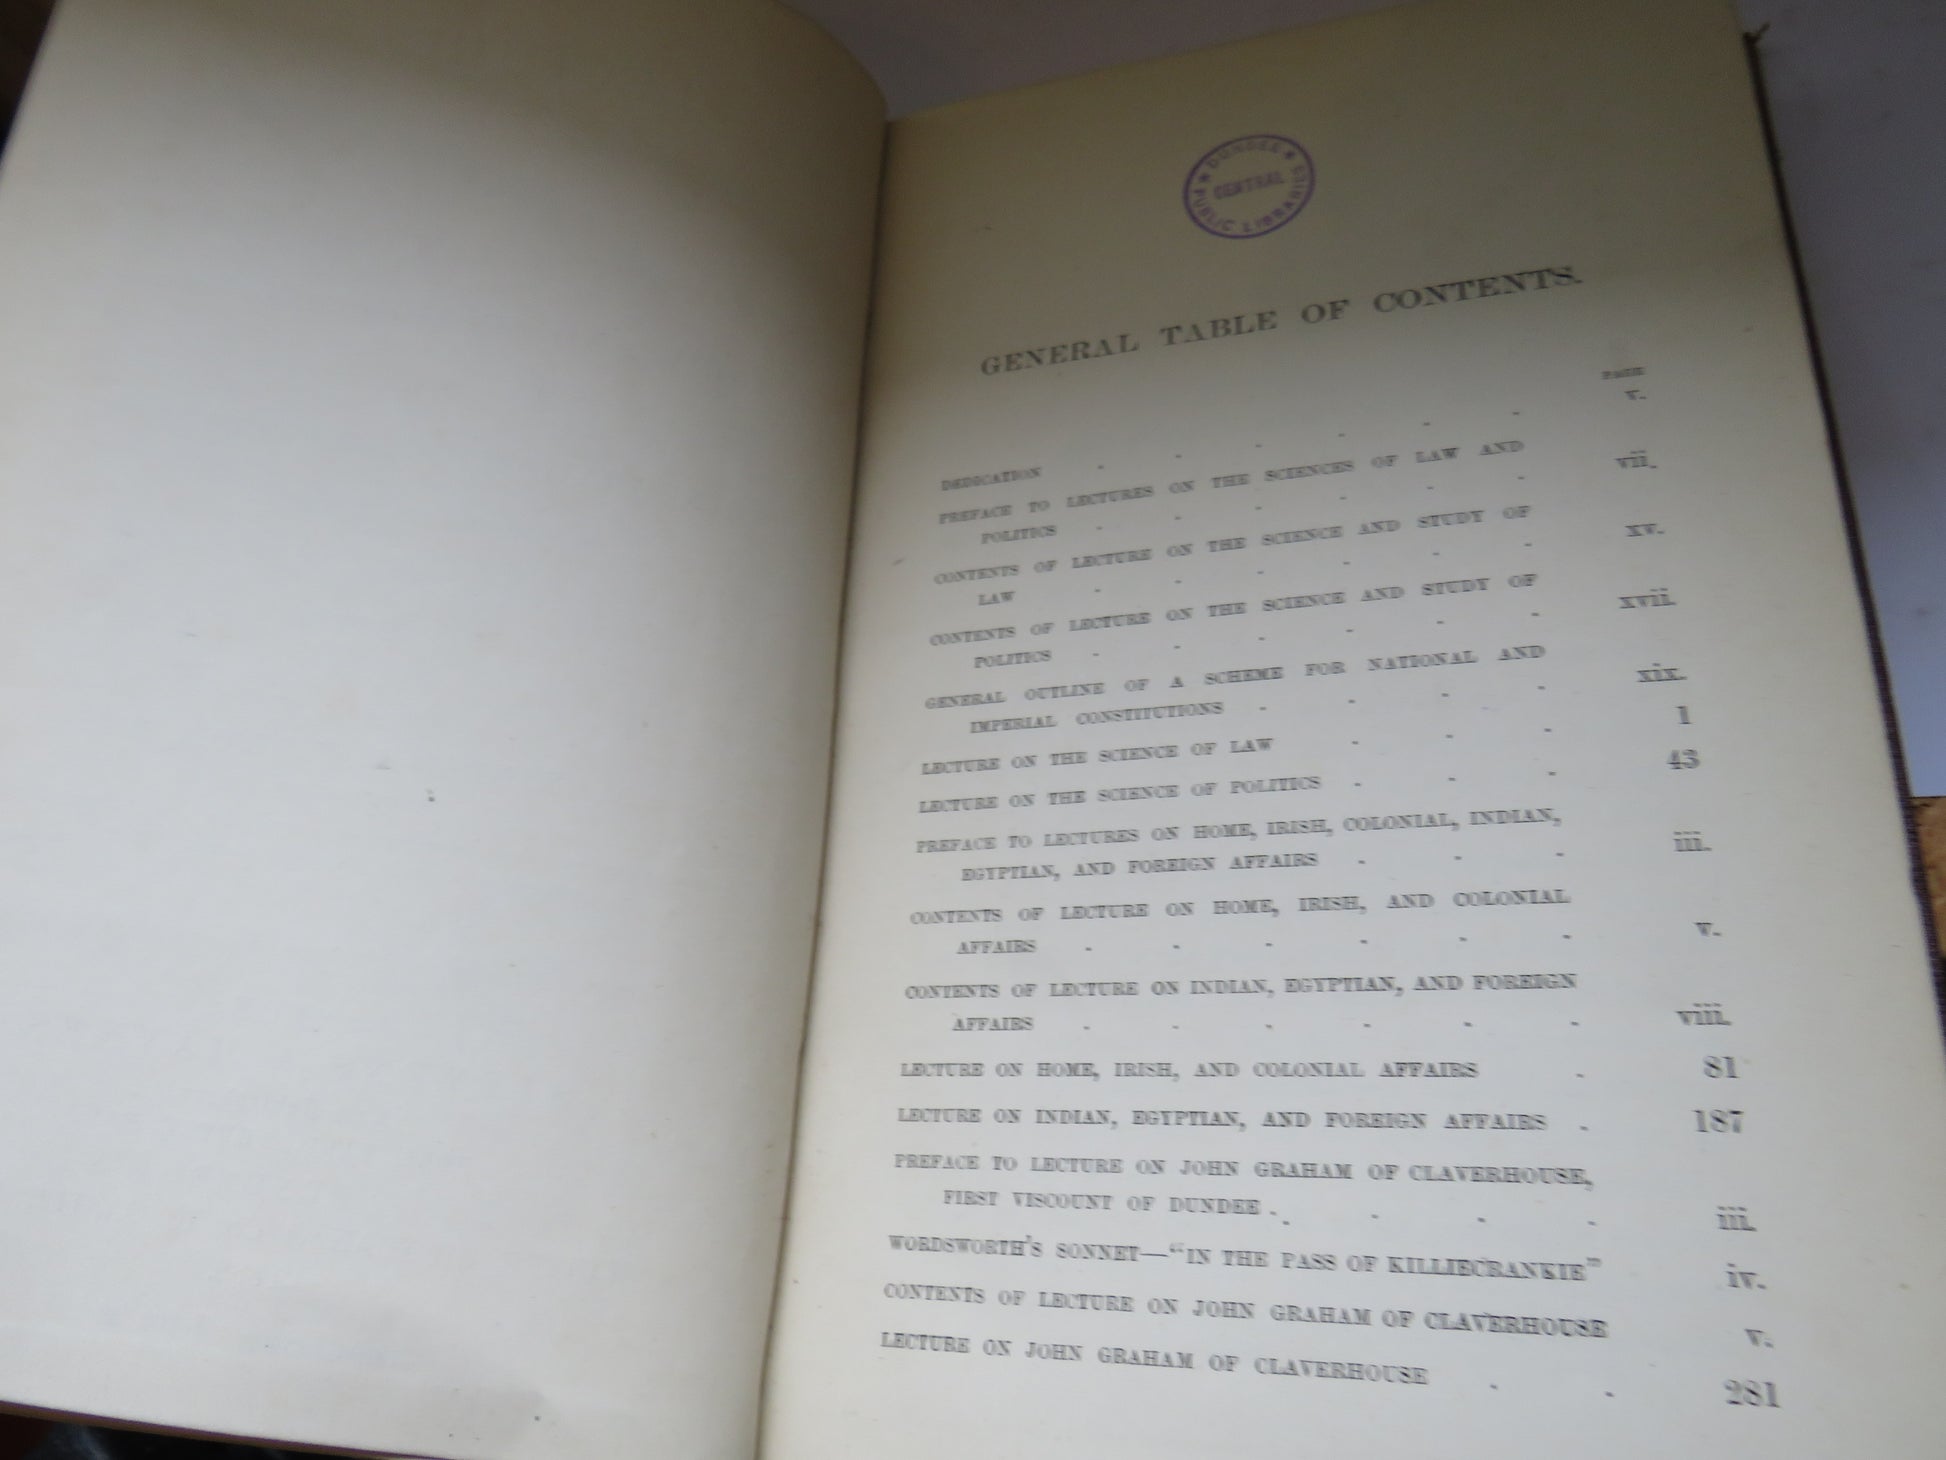 DUNDEE
CENTRAL
PUBLIC LIBRARIES
GENERAL TABLE OF CONTENTS.
PAGE
DEDICATION - - - - - - v.
PREFACE TO LECTURES ON THE SCIENCES OF LAW AND
POLITICS - - - - - - vii.
CONTENTS OF LECTURE ON THE SCIENCE AND STUDY OF
LAW - - - - - - xv.
CONTENTS OF LECTURE ON THE SCIENCE AND STUDY OF
POLITICS - - - - - - xvii.
GENERAL OUTLINE OF A SCHEME FOR NATIONAL AND
IMPERIAL CONSTITUTIONS - - - - xix.
LECTURE ON THE SCIENCE OF LAW - - - 1
LECTURE ON THE SCIENCE OF POLITICS - - - 43
PREFACE TO LECTURES ON HOME, IRISH, COLONIAL, INDIAN,
EGYPTIAN, AND FOREIGN AFFAIRS - - - iii.
CONTENTS OF LECTURE ON HOME, IRISH, AND COLONIAL
AFFAIRS - - - - - - v.
CONTENTS OF LECTURE ON INDIAN, EGYPTIAN, AND FOREIGN
AFFAIRS - - - - - - viii.
LECTURE ON HOME, IRISH, AND COLONIAL AFFAIRS - 81
LECTURE ON INDIAN, EGYPTIAN, AND FOREIGN AFFAIRS - 187
PREFACE TO LECTURE ON JOHN GRAHAM OF CLAVERHOUSE,
FIRST VISCOUNT OF DUNDEE - - - - iii.
WORDSWORTH'S SONNET—"IN THE PASS OF KILLIECRANKIE" iv.
CONTENTS OF LECTURE ON JOHN GRAHAM OF CLAVERHOUSE v.
LECTURE ON JOHN GRAHAM OF CLAVERHOUSE - - 281